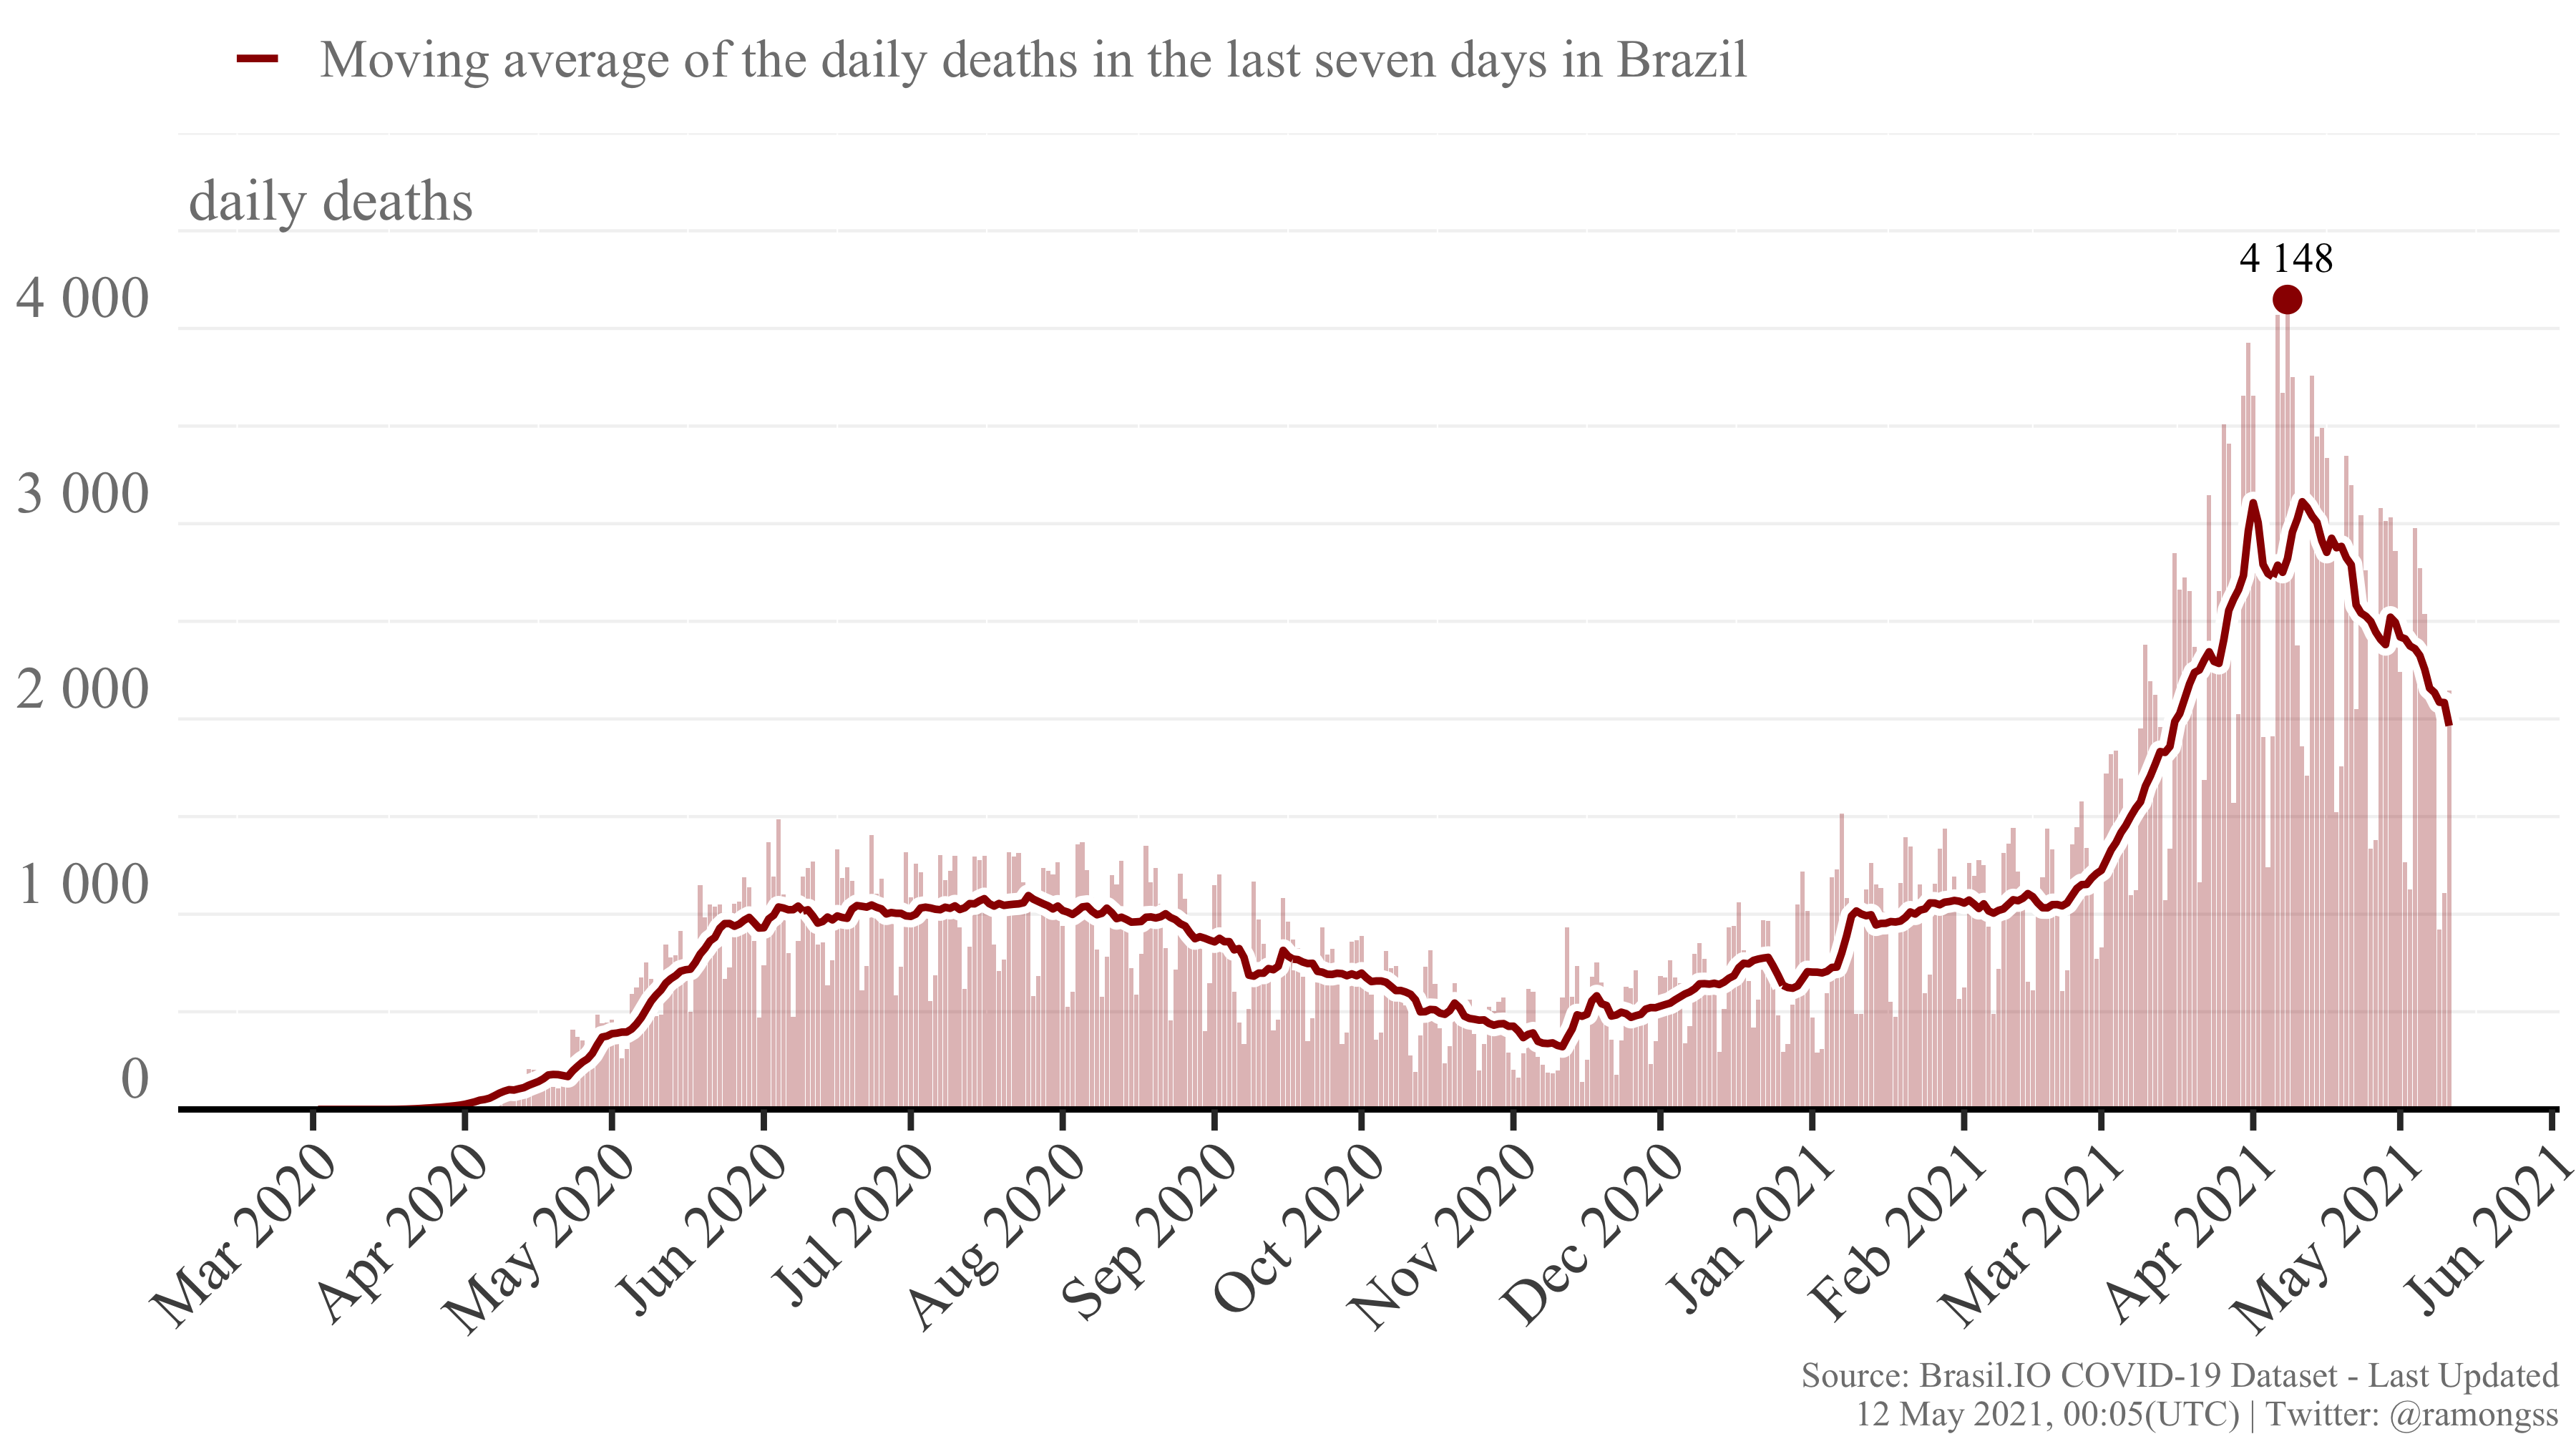 Moving average of the daily deaths in the last seven days in Brazil
daily deaths
4 148
4 000
3 000
2 000
1 000
0
Mar 2020
Apr 2020
May 2020
Jun 2020
Jul 2020
Aug 2020
Sep 2020
Oct 2020
Nov 2020
Dec 2020
Jan 2021
Feb 2021
Mar 2021
Apr 2021
May 2021
Jun 2021
Source: Brasil.IO COVID-19 Dataset - Last Updated
12 May 2021, 00:05(UTC) | Twitter: @ramongss